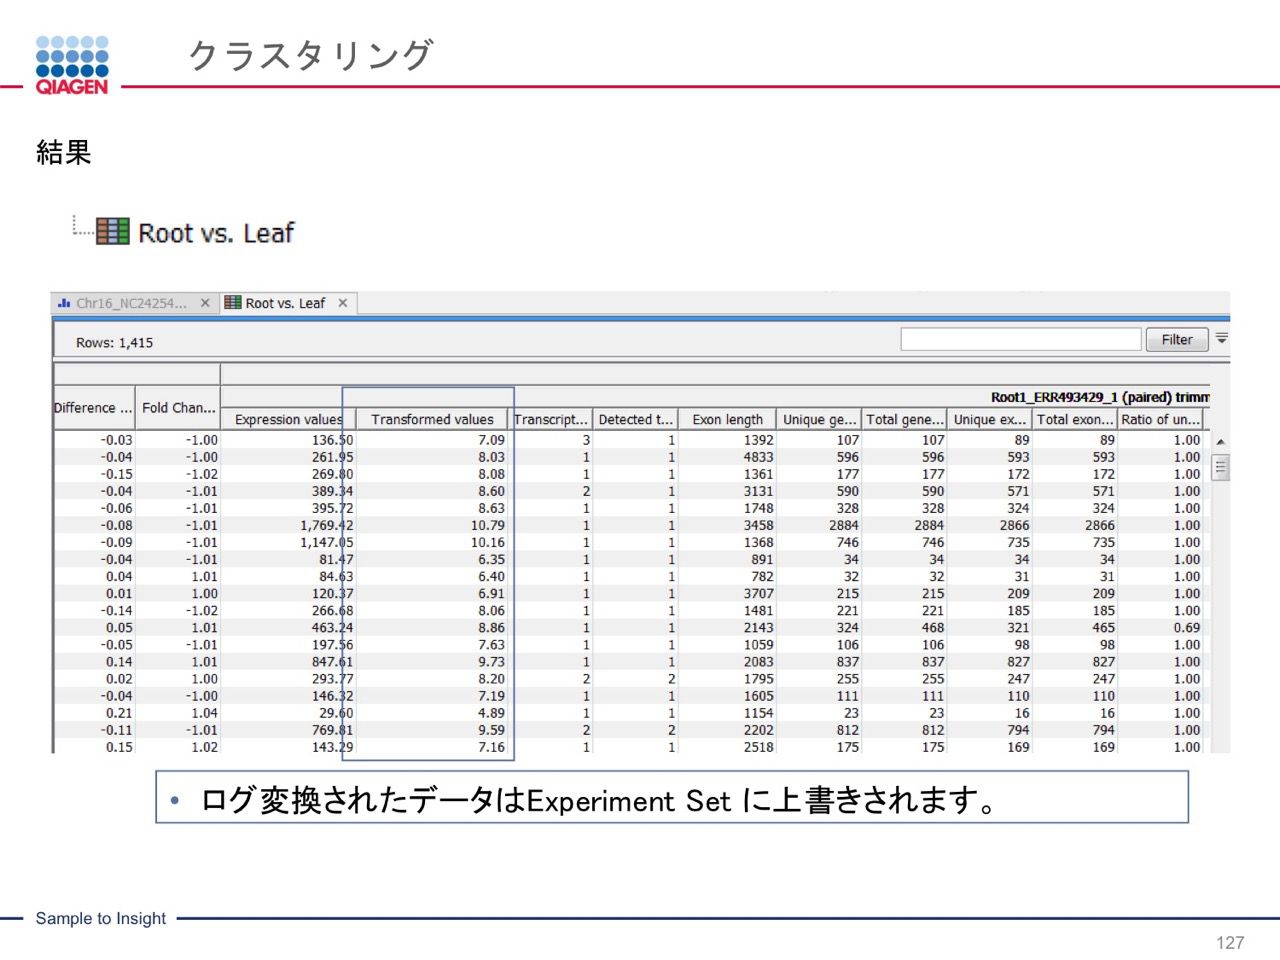 クラスタリング
QIAGEN
結果
Root vs. Leaf
Chr16_NC24254... Root vs. Leaf
Rows: 1,415 Filter
Root1_ERR493429_1 (paired) trimm
Difference ... Fold Chan... Expression values Transformed values Transcript... Detected t... Exon length Unique ge... Total gene... Unique ex... Total exon... Ratio of un...
-0.03 -1.00 136.50 7.09 3 1 1392 107 107 89 89 1.00
-0.04 -1.00 261.95 8.03 1 1 4833 596 596 593 593 1.00
-0.15 -1.02 269.80 8.08 1 1 1361 177 177 172 172 1.00
-0.04 -1.01 389.34 8.60 2 1 3131 590 590 571 571 1.00
-0.06 -1.01 395.72 8.63 1 1 1748 328 328 324 324 1.00
-0.08 -1.01 1,769.42 10.79 1 1 3458 2884 2884 2866 2866 1.00
-0.09 -1.01 1,147.05 10.16 1 1 1368 746 746 735 735 1.00
-0.04 -1.01 81.47 6.35 1 1 891 34 34 34 34 1.00
0.04 1.01 84.63 6.40 1 1 782 32 32 31 31 1.00
0.01 1.00 120.37 6.91 1 1 3707 215 215 209 209 1.00
-0.14 -1.02 266.68 8.06 1 1 1481 221 221 185 185 1.00
0.05 1.01 463.24 8.86 1 1 2143 324 468 321 465 0.69
-0.05 -1.01 197.56 7.63 1 1 1059 106 106 98 98 1.00
0.14 1.01 847.61 9.73 1 1 2083 837 837 827 827 1.00
0.02 1.00 293.77 8.20 2 2 1795 255 255 247 247 1.00
-0.04 -1.00 146.32 7.19 1 1 1605 111 111 110 110 1.00
0.21 1.04 29.60 4.89 1 1 1154 23 23 16 16 1.00
-0.11 -1.01 769.81 9.59 2 2 2202 812 812 794 794 1.00
0.15 1.02 143.29 7.16 1 1 2518 175 175 169 169 1.00
• ログ変換されたデータはExperiment Set に上書きされます。
Sample to Insight
127